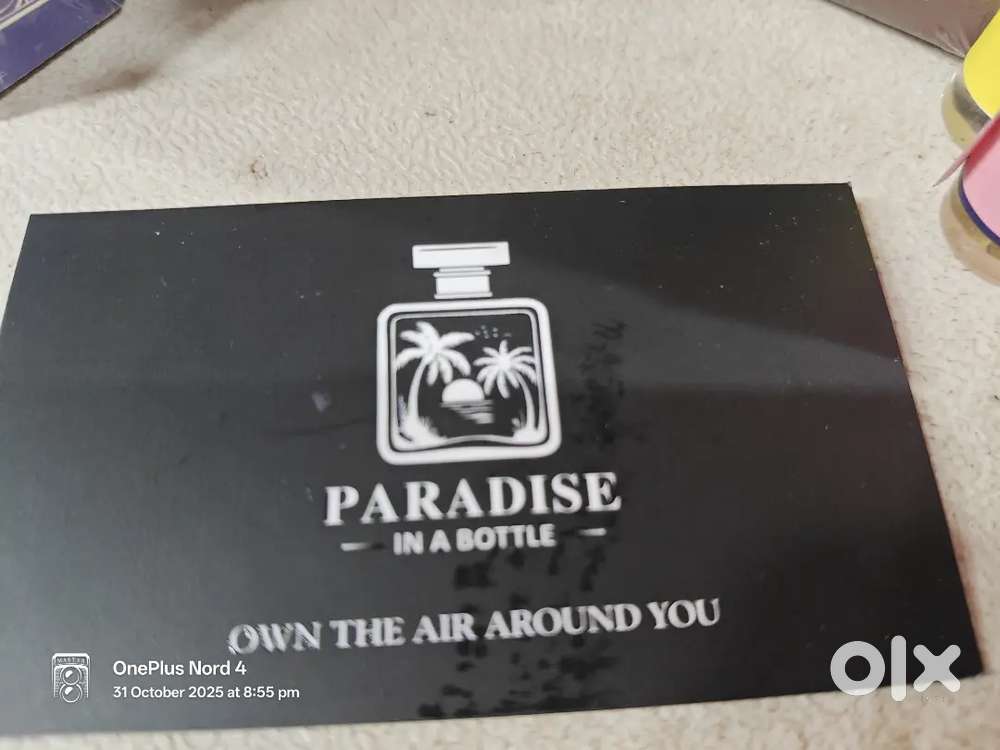 PARADISE
IN A BOTTLE
OWN THE AIR AROUND YOU
MASTER
OnePlus Nord 4
31 October 2025 at 8:55 pm
olx